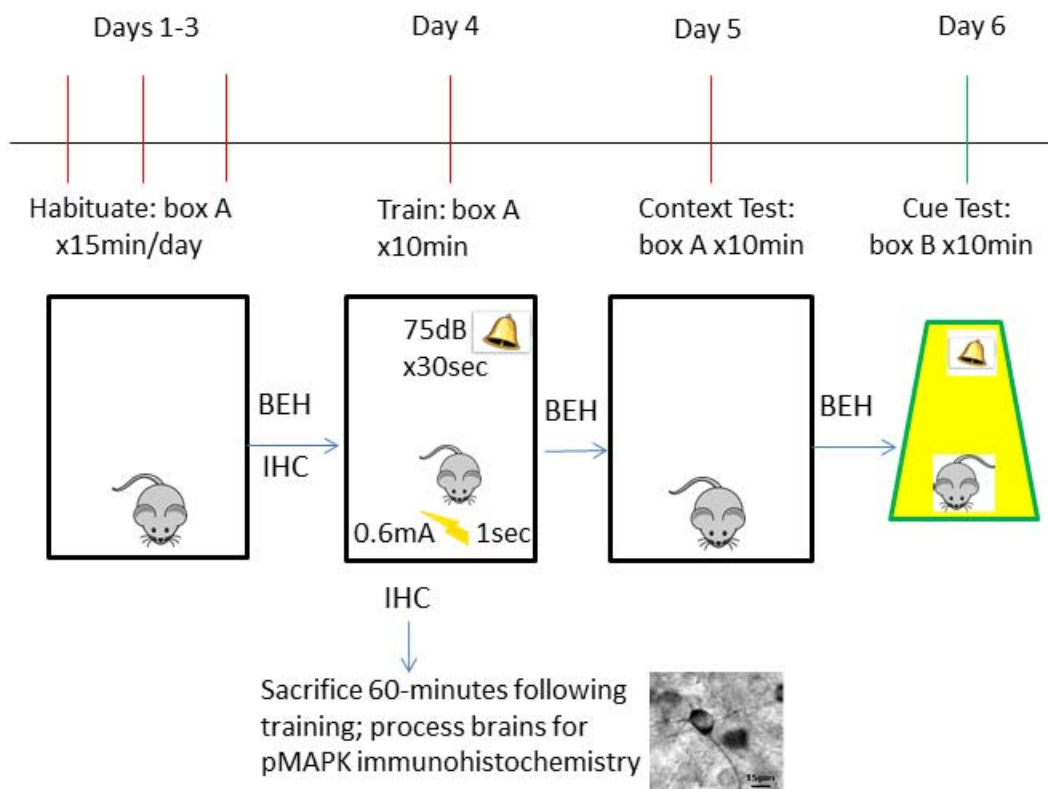 Days 1-3
Day 4
Day 5
Day 6
Habituate: box A
x15min/day
Train: box A
x10min
Context Test:
box A x10min
Cue Test:
box B x10min
75dB
x30sec
BEH
IHC
BEH
BEH
0.6mA
1sec
IHC
Sacrifice 60-minutes following
training; process brains for
pMAPK immunohistochemistry
15µm